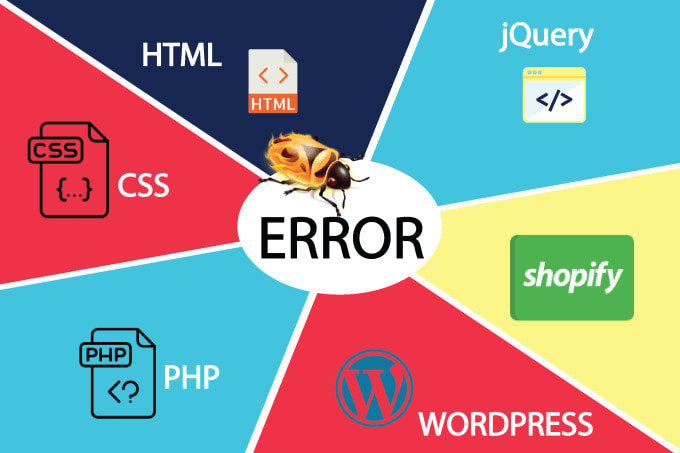 HTML
HTML
jQuery
</>
CSS
{...}
CSS
ERROR
shopify
PHP
<?
PHP
WORDPRESS